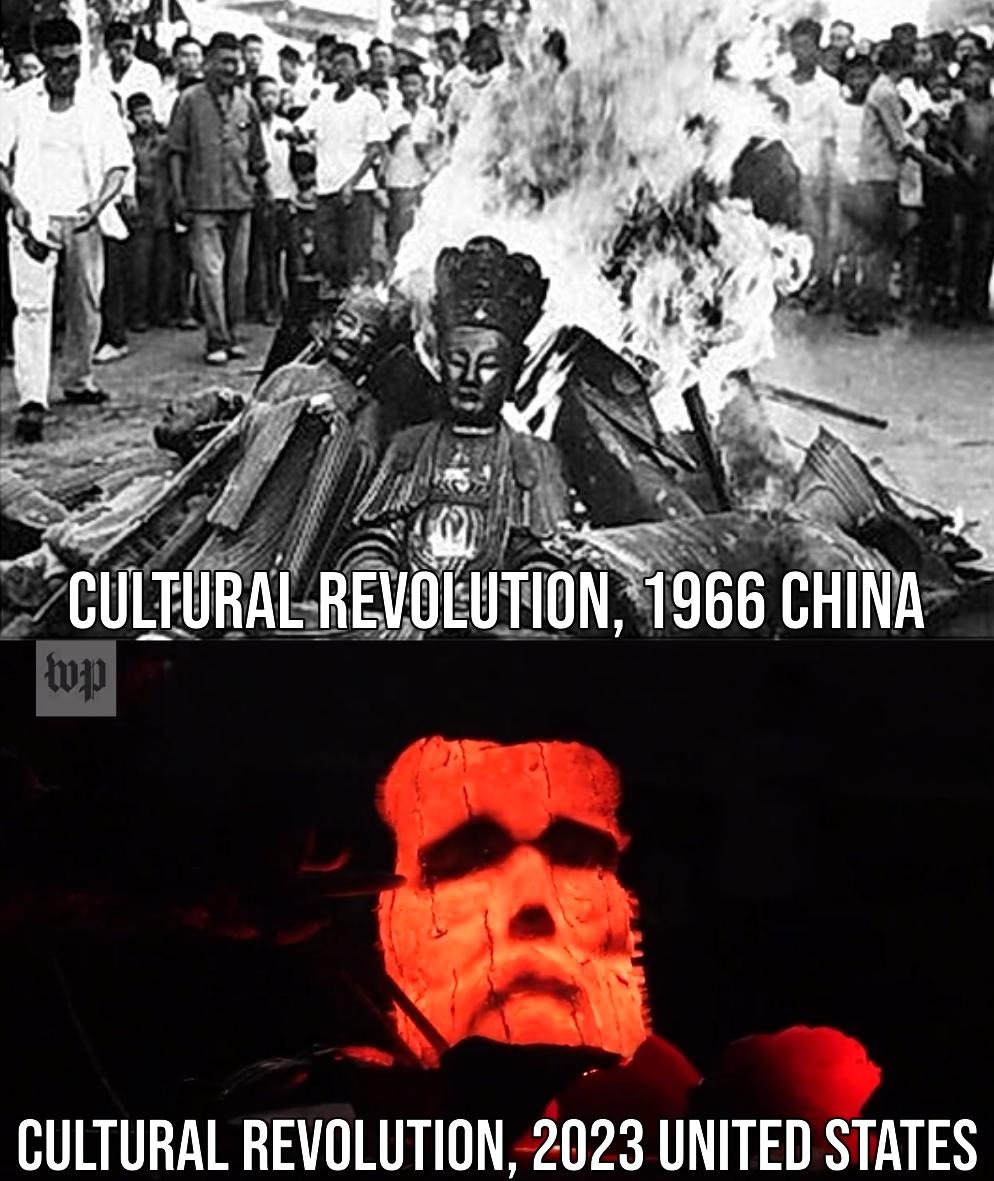 CULTURAL REVOLUTION, 1966 CHINA
wp
CULTURAL REVOLUTION, 2023 UNITED STATES